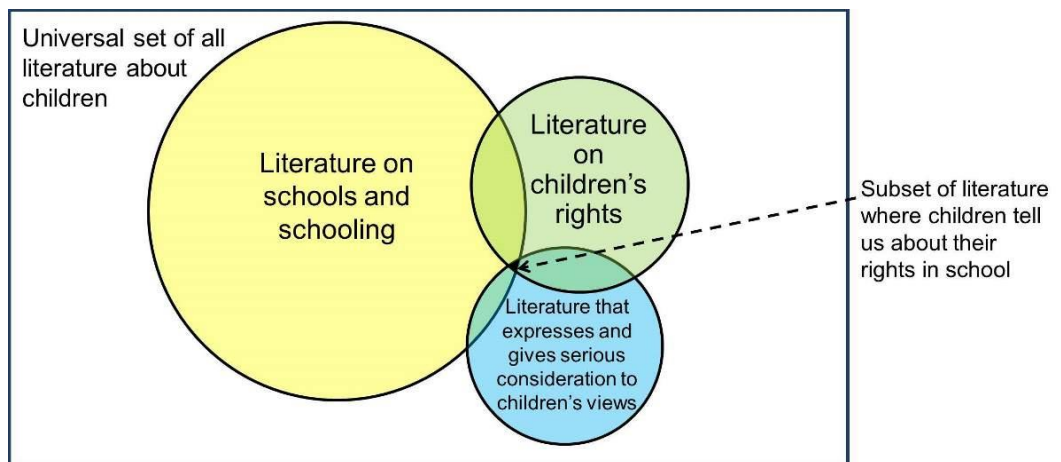 Universal set of all
literature about
children
Literature on
schools and
schooling
Literature
on
children’s
rights
Subset of literature
where children tell
us about their
rights in school
Literature that
expresses and
gives serious
consideration to
children’s views